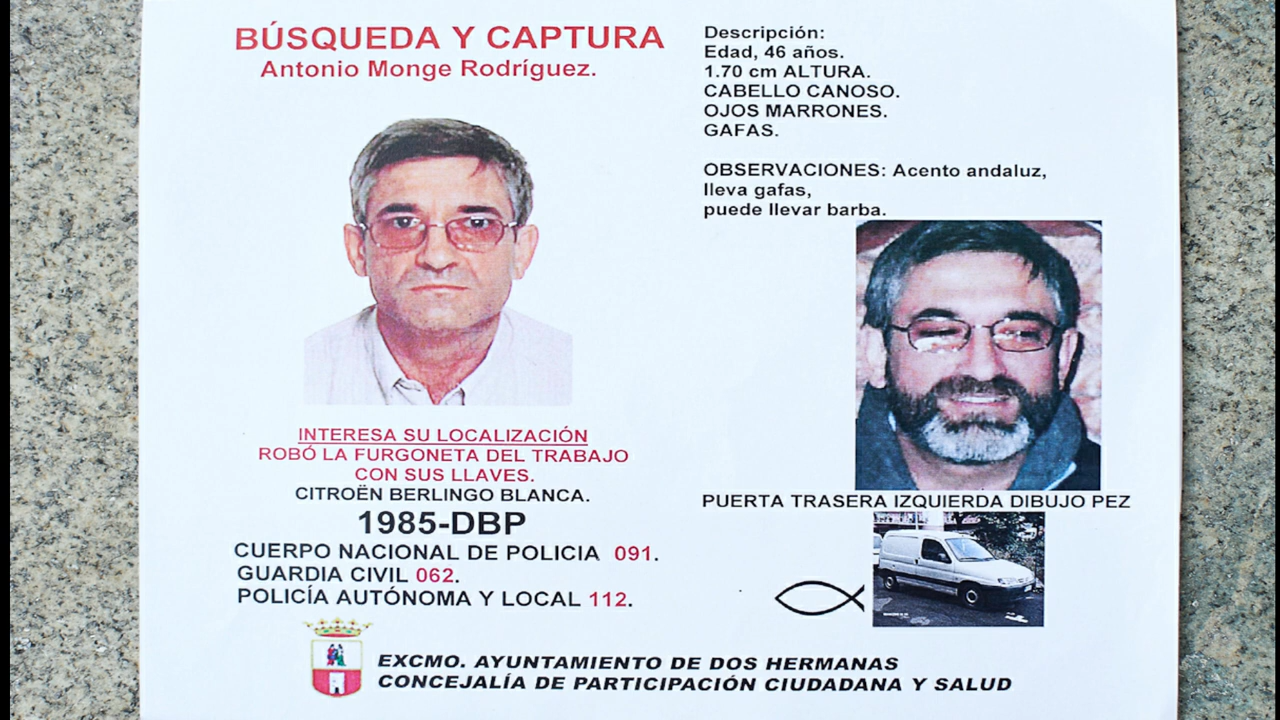 BÚSQUEDA Y CAPTURA
Antonio Monge Rodríguez.
INTERESA SU LOCALIZACIÓN
ROBÓ LA FURGONETA DEL TRABAJO
CON SUS LLAVES.
CITROËN BERLINGO BLANCA.
1985-DBP
CUERPO NACIONAL DE POLICIA 091.
GUARDIA CIVIL 062.
POLICÍA AUTÓNOMA Y LOCAL 112.
Descripción:
Edad, 46 años.
1.70 cm ALTURA.
CABELLO CANOSO.
OJOS MARRONES.
GAFAS.
OBSERVACIONES: Acento andaluz,
lleva gafas,
puede llevar barba.
PUERTA TRASERA IZQUIERDA DIBUJO PEZ
EXCMO. AYUNTAMIENTO DE DOS HERMANAS
CONCEJALÍA DE PARTICIPACIÓN CIUDADANA Y SALUD